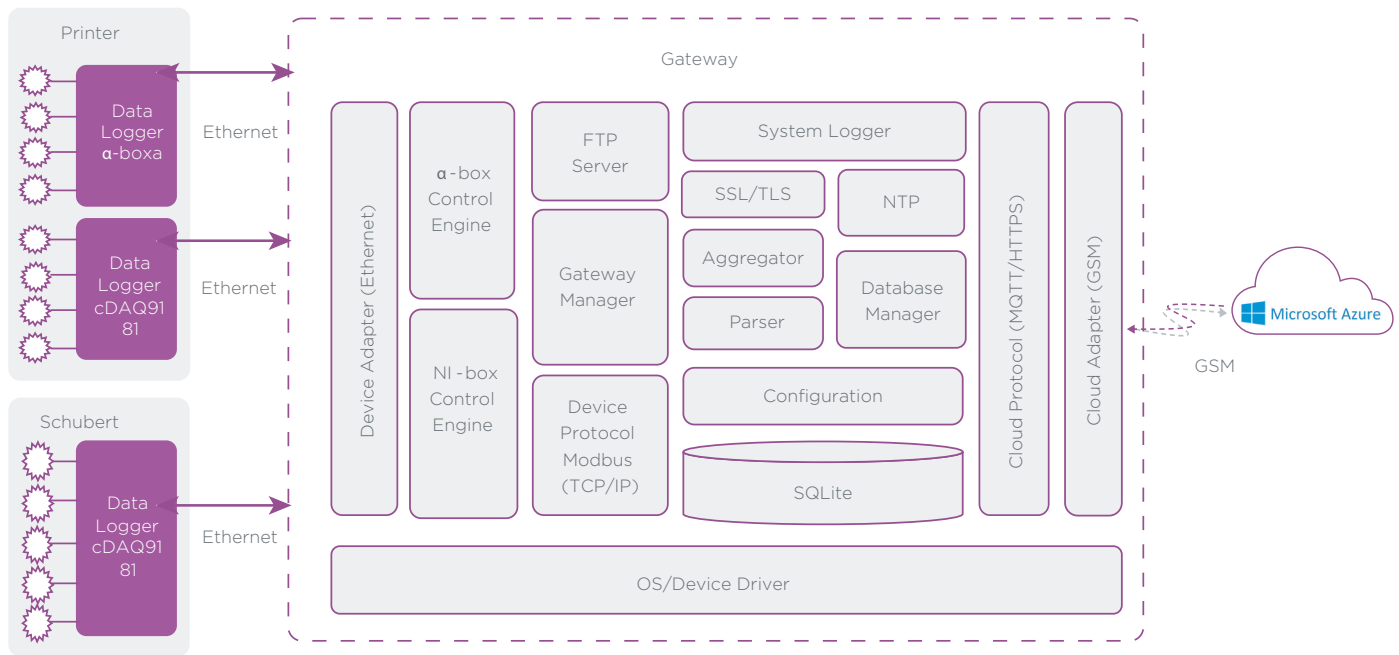 Printer
Data
Logger
α-boxa
Ethernet
Data
Logger
cDAQ91
81
Ethernet
Schubert
Data
Logger
cDAQ91
81
Ethernet
Gateway
Device Adapter (Ethernet)
α-box
Control
Engine
NI-box
Control
Engine
FTP
Server
Gateway
Manager
Device
Protocol
Modbus
(TCP/IP)
System Logger
SSL/TLS
NTP
Aggregator
Parser
Database
Manager
Configuration
SQLite
Cloud Protocol (MQTT/HTTPS)
Cloud Adapter (GSM)
OS/Device Driver
Microsoft Azure
GSM